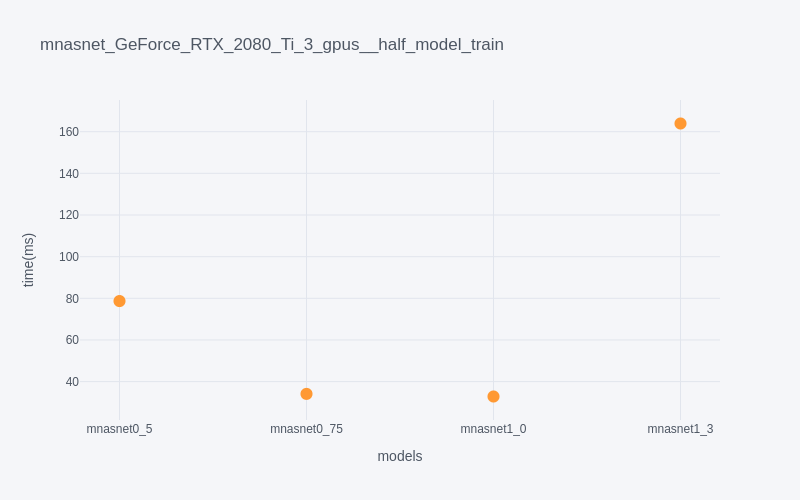 mnasnet_GeForce_RTX_2080_Ti_3_gpus__half_model_train
160
140
120
100
80
60
40
time(ms)
mnasnet0_5
mnasnet0_75
mnasnet1_0
mnasnet1_3
models